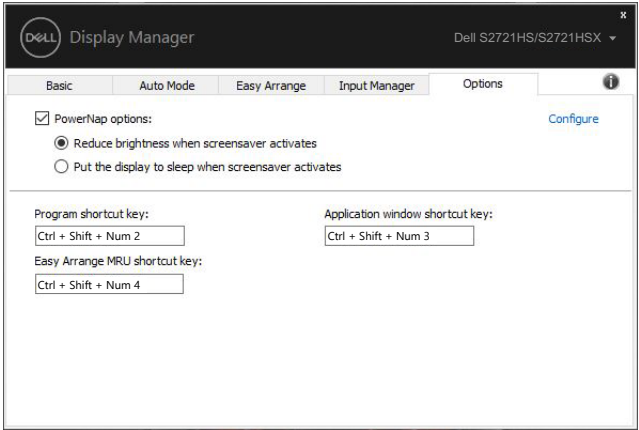 x
DELL Display Manager
Dell S2721HS/S2721HSX
Basic Auto Mode Easy Arrange Input Manager Options i
PowerNap options: Configure
Reduce brightness when screensaver activates
Put the display to sleep when screensaver activates
Program shortcut key: Application window shortcut key:
Ctrl + Shift + Num 2 Ctrl + Shift + Num 3
Easy Arrange MRU shortcut key:
Ctrl + Shift + Num 4